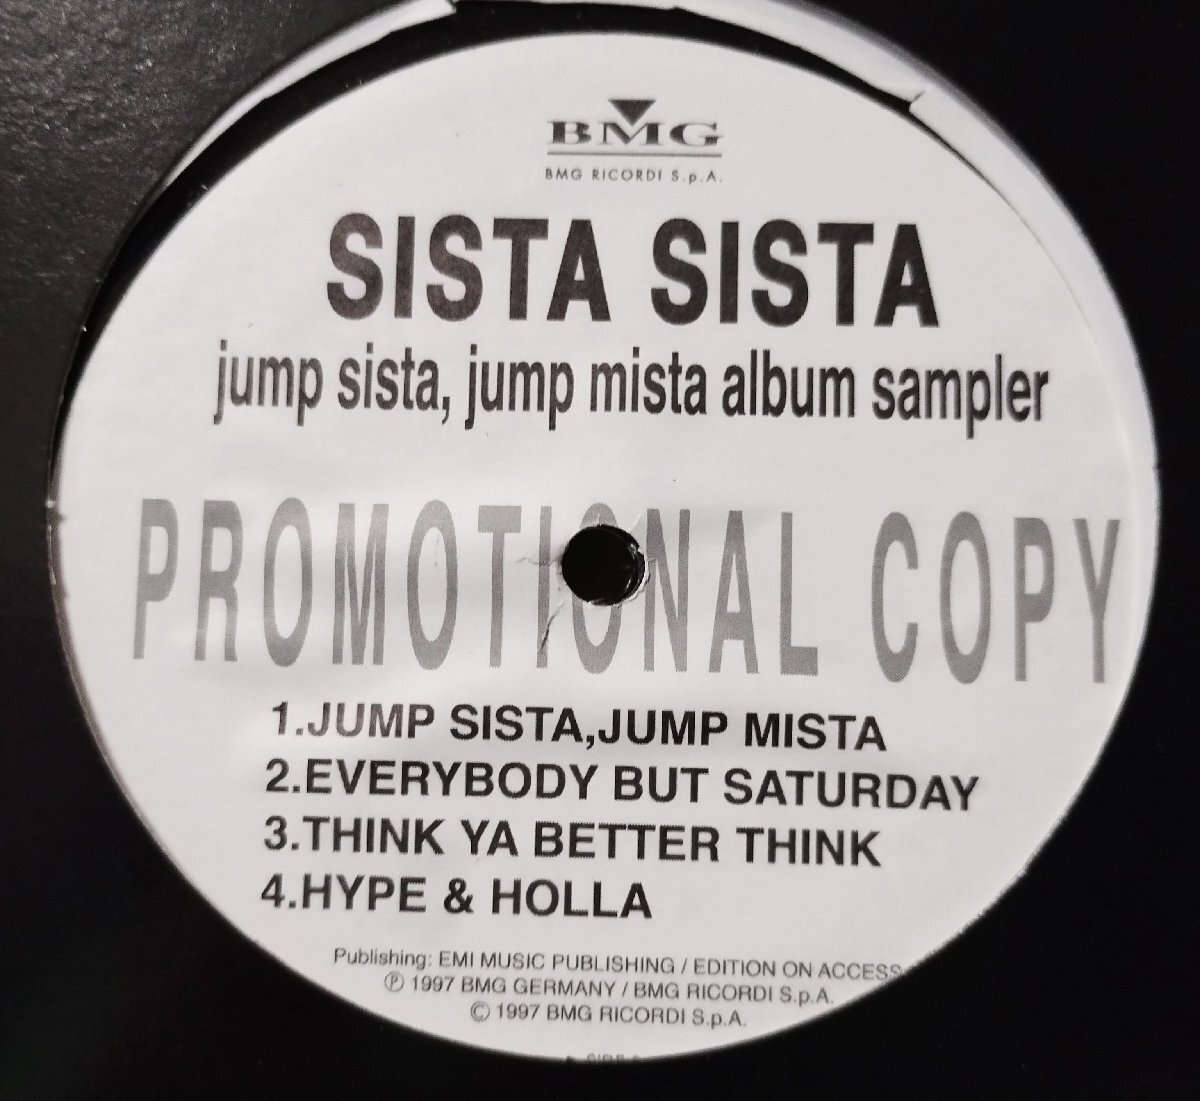 BMG
BMG RICORDI S.p.A.
SISTA SISTA
jump sista, jump mista album sampler
PROMOTIONAL COPY
1.JUMP SISTA,JUMP MISTA
2.EVERYBODY BUT SATURDAY
3.THINK YA BETTER THINK
4.HYPE & HOLLA
Publishing: EMI MUSIC PUBLISHING / EDITION ON ACCESS
℗ 1997 BMG GERMANY / BMG RICORDI S.p.A.
© 1997 BMG RICORDI S.p.A.